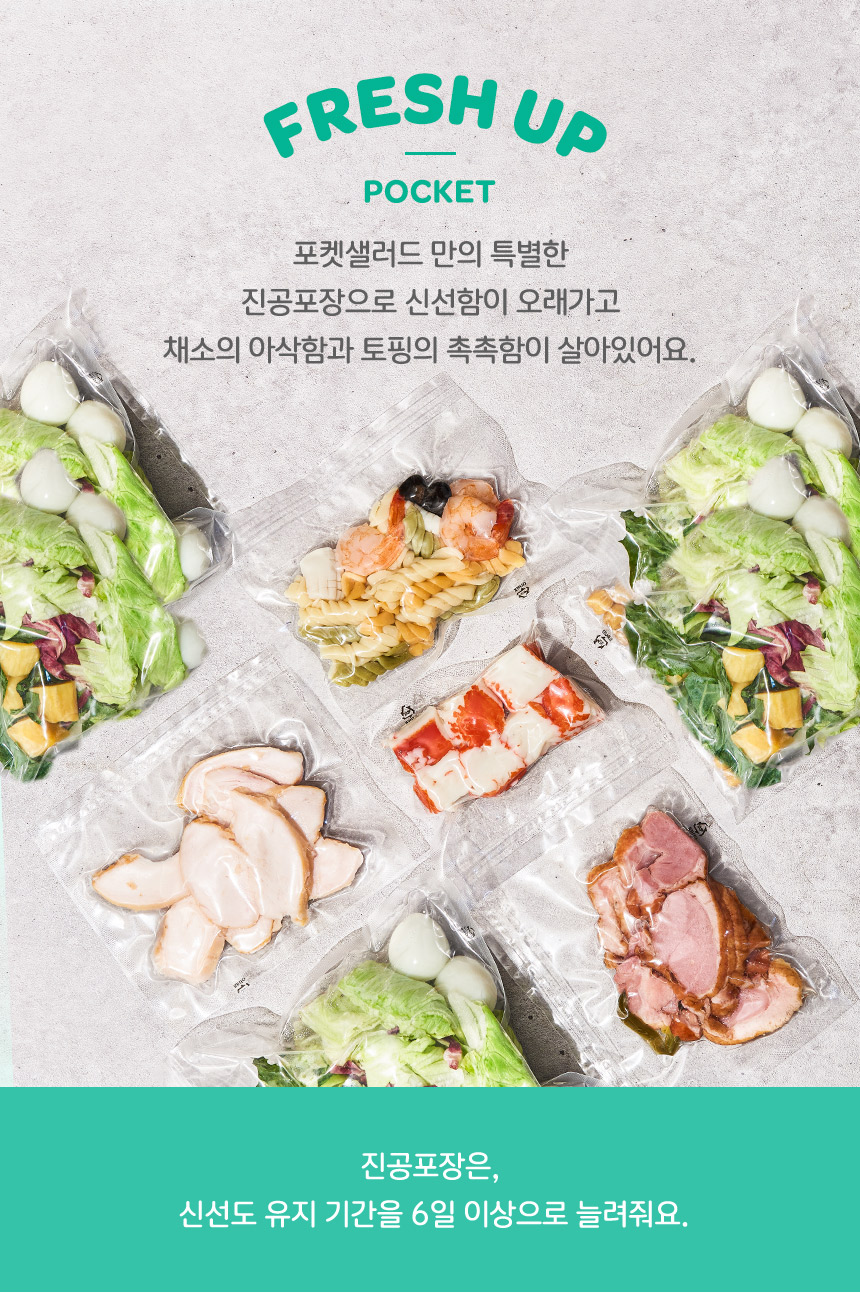 FRESH UP
POCKET
포켓샐러드 만의 특별한
진공포장으로 신선함이 오래가고
채소의 아삭함과 토핑의 촉촉함이 살아있어요.
진공포장은,
신선도 유지 기간을 6일 이상으로 늘려줘요.